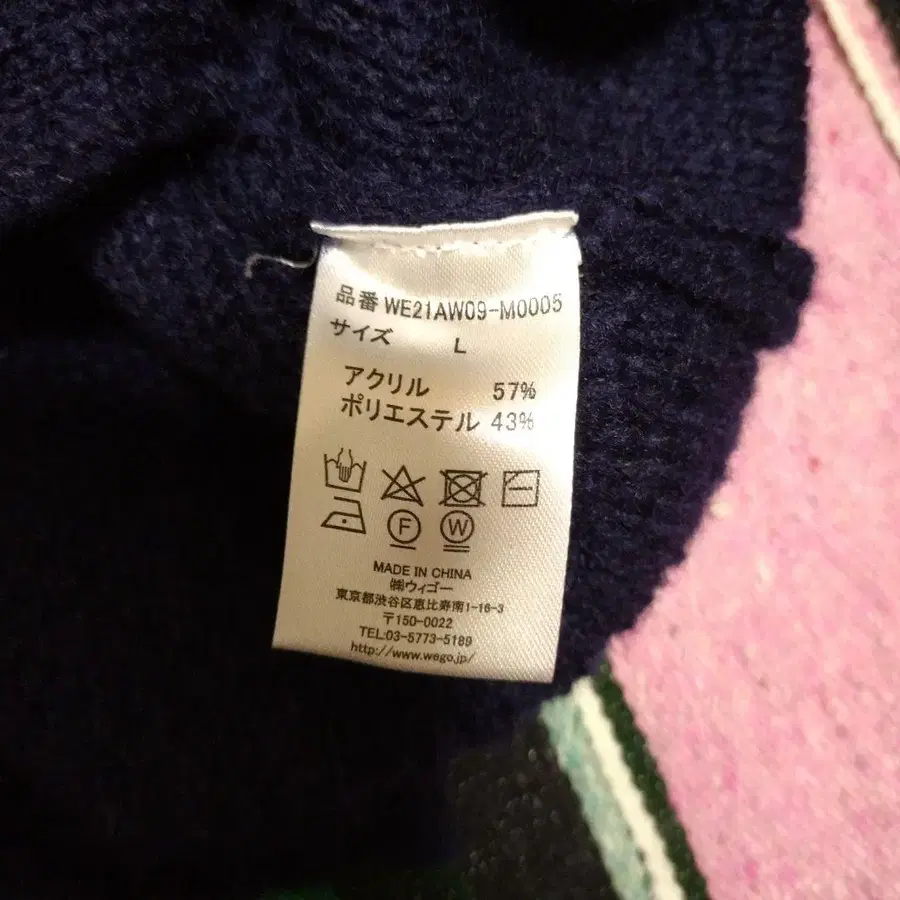 品番 WE21AW09-M0005
サイズ L
アクリル 57%
ポリエステル 43%
F W
MADE IN CHINA
㈱ウィゴー
東京都渋谷区恵比寿南1-16-3
〒150-0022
TEL:03-5773-5189
http://www.wego.jp/